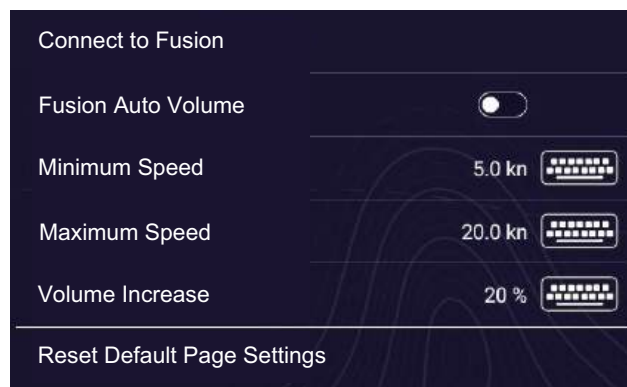 Connect to Fusion
Fusion Auto Volume
Minimum Speed 5.0 kn
Maximum Speed 20.0 kn
Volume Increase 20 %
Reset Default Page Settings